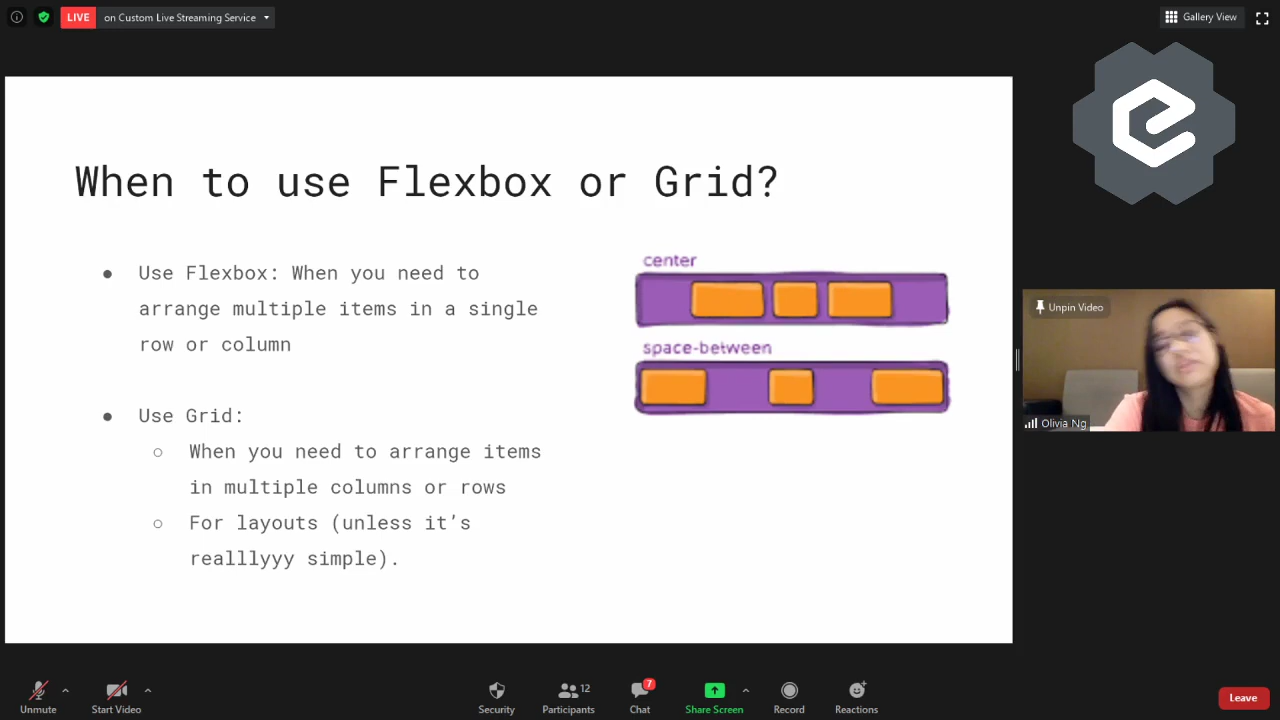 LIVE on Custom Live Streaming Service
Gallery View
When to use Flexbox or Grid?
● Use Flexbox: When you need to
arrange multiple items in a single
row or column
● Use Grid:
○ When you need to arrange items
in multiple columns or rows
○ For layouts (unless it’s
realllyyy simple).
center
space-between
Unpin Video
Olivia Ng
Unmute
Start Video
Security
12
Participants
7
Chat
Share Screen
Record
Reactions
Leave